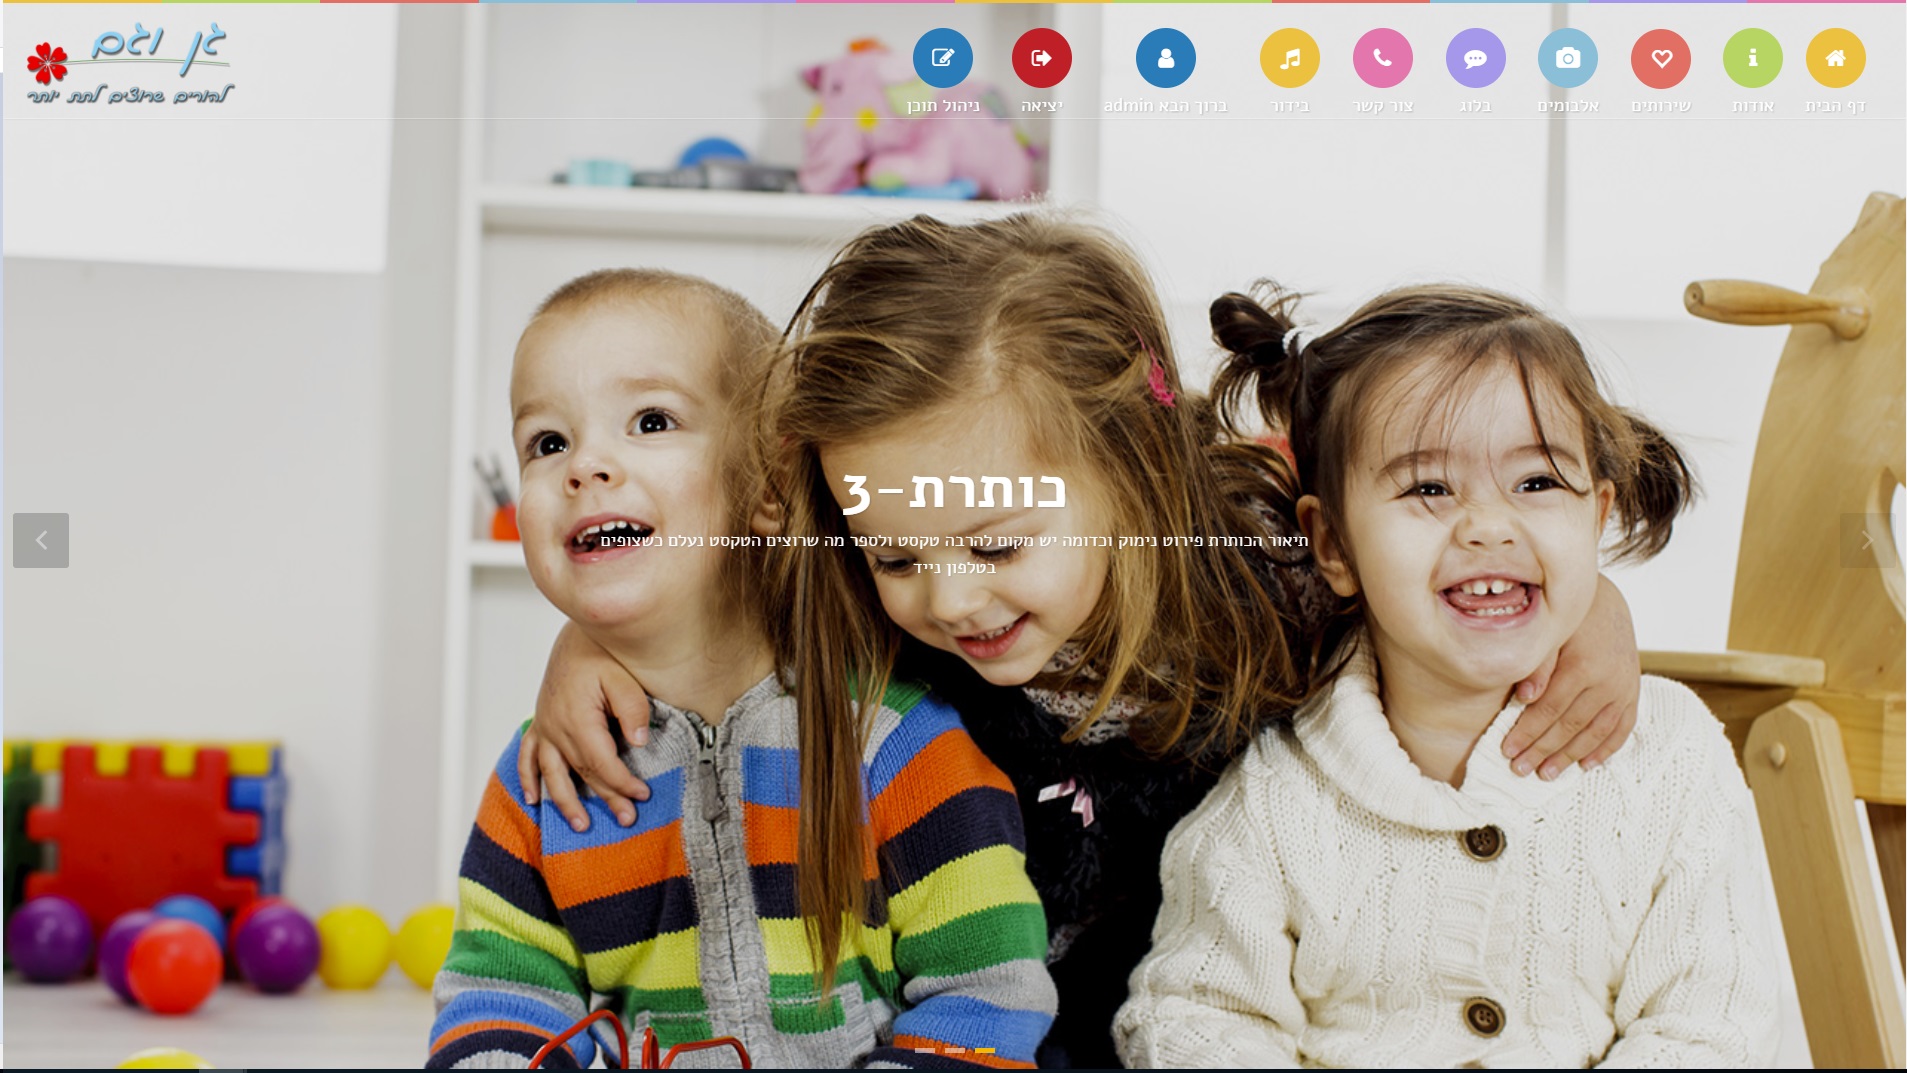 גן וגם
להורים שרוצים לתת יותר
דף הבית
אודות
שירותים
אלבומים
בלוג
צור קשר
בידור
ברוך הבא admin
יציאה
ניהול תוכן
כותרת-3
תיאור הכותרת פירוט נימוק וכדומה יש מקום להרבה טקסט ולספר מה שרוצים הטקסט נעלם כשצופים
בטלפון נייד